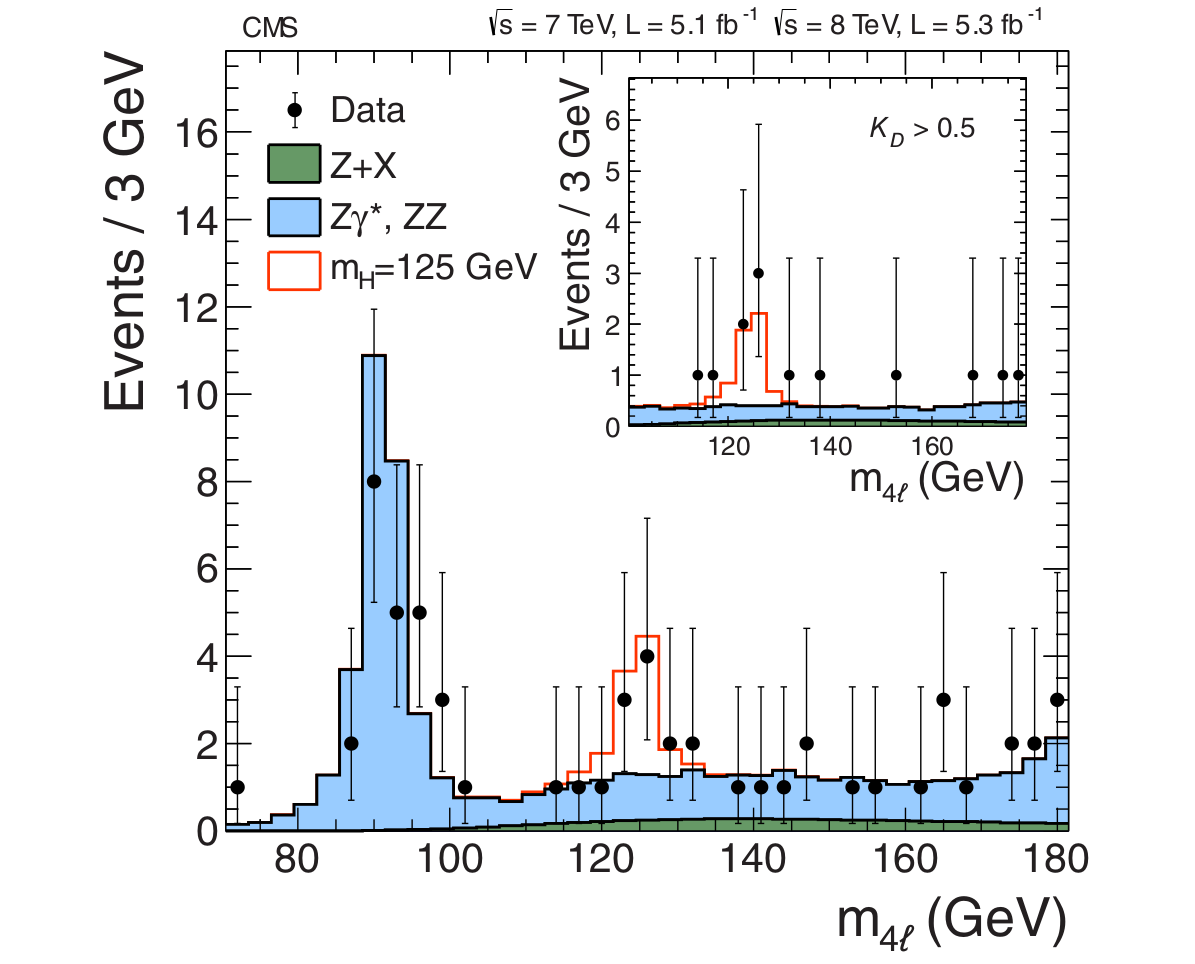 CMS √s = 7 TeV, L = 5.1 fb⁻¹ √s = 8 TeV, L = 5.3 fb⁻¹
Events / 3 GeV
16
14
12
10
8
6
4
2
0
Data
Z+X
Zγ*, ZZ
m_H=125 GeV
Events / 3 GeV
6
5
4
3
2
1
0
K_D > 0.5
120 140 160
m_4ℓ (GeV)
80 100 120 140 160 180
m_4ℓ (GeV)